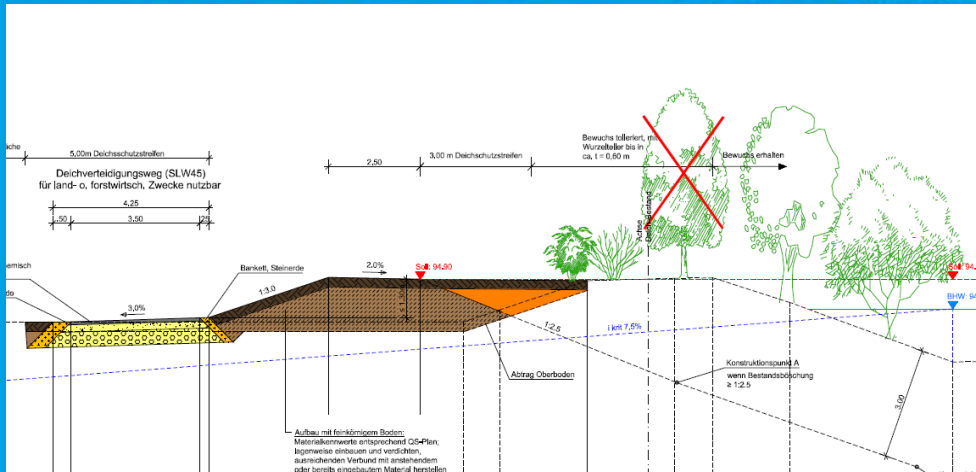 Bewuchs tolleriert, mit
Wurzelteller bis in
ca. t = 0,60 m
Bewuchs erhalten
5,00m Deichsschutzstreifen
2,50
3,00 m Deichsschutzstreifen
Deichverteidigungsweg (SLW45)
für land- o. forstwirtsch. Zwecke nutzbar
4,25
,50
3,50
,25
Achse
Bankett, Steinerde
2.0%
Soll: 94,90
1:3.0
3,0%
1:2.5
i krit 7,5%
Abtrag Oberboden
Konstruktionspunkt A
wenn Bestandsböschung
≥ 1:2.5
3,00
Aufbau mit feinkörnigem Boden:
Materialkennwerte entsprechend QS-Plan;
lagenweise einbauen und verdichten,
ausreichenden Verbund mit anstehendem
oder bereits eingebautem Material herstellen